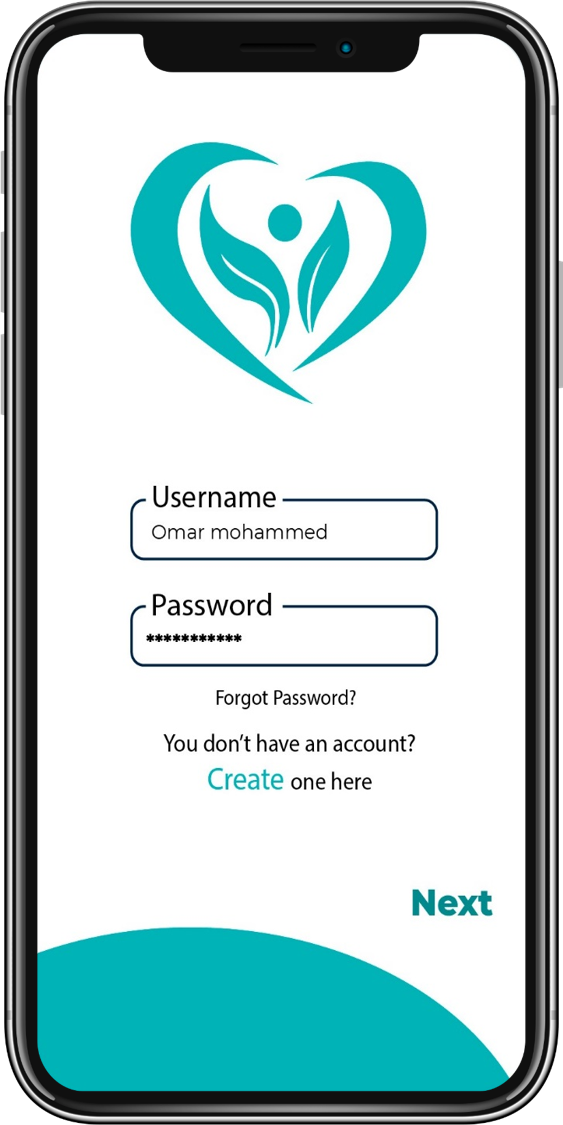 Username
Omar mohammed
Password
***********
Forgot Password?
You don’t have an account?
Create one here
Next